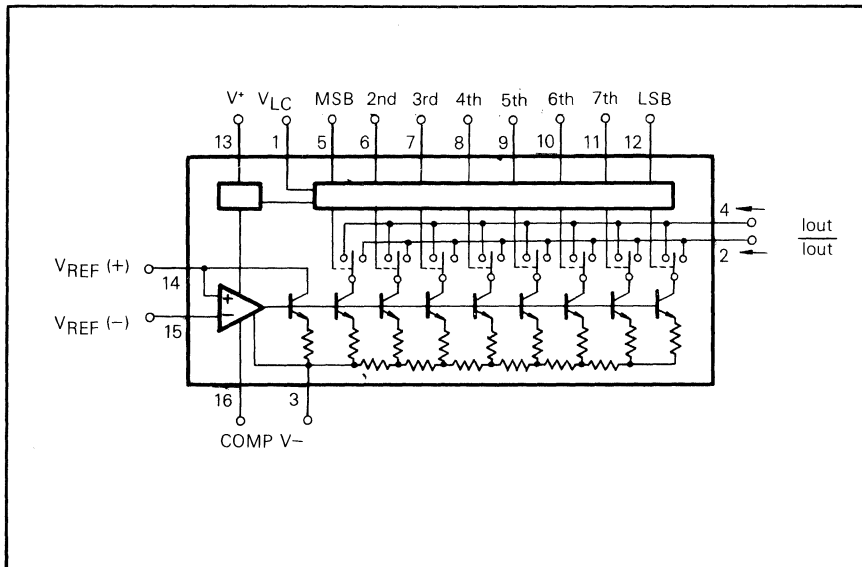 V+ VLC MSB 2nd 3rd 4th 5th 6th 7th LSB
13 1 5 6 7 8 9 10 11 12
4
Iout
2
Iout
VREF (+)
14
+
VREF (-)
15
−
16 3
COMP V−